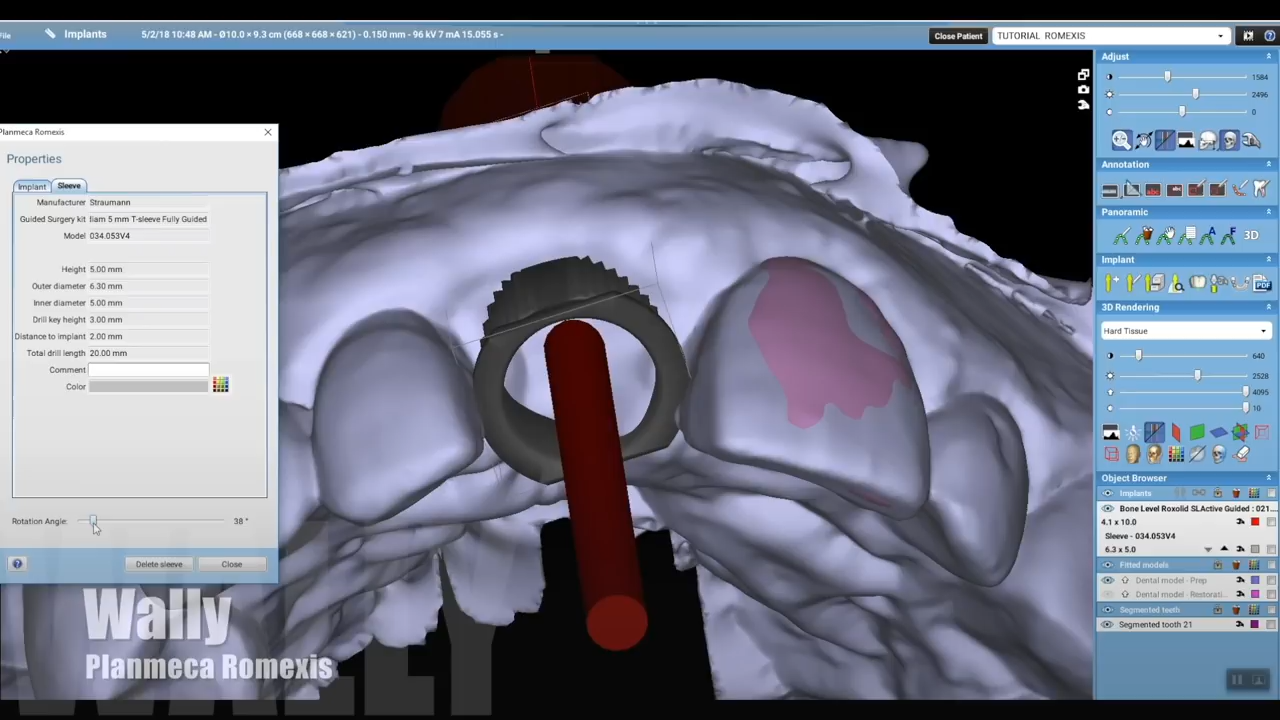 File
Implants
5/2/18 10:48 AM - Ø10.0 × 9.3 cm (668 × 668 × 621) - 0.150 mm - 96 kV 7 mA 15.055 s -
Close Patient
TUTORIAL ROMEXIS
Planmeca Romexis
Properties
Implant
Sleeve
Manufacturer Straumann
Guided Surgery kit liam 5 mm T-sleeve Fully Guided
Model 034.053V4
Height 5.00 mm
Outer diameter 6.30 mm
Inner diameter 5.00 mm
Drill key height 3.00 mm
Distance to implant 2.00 mm
Total drill length 20.00 mm
Comment
Color
Rotation Angle: 38 °
Delete sleeve
Close
Wally
Planmeca Romexis
Adjust
1584
2496
0
Annotation
Panoramic
3D
Implant
PDF
3D Rendering
Hard Tissue
640
2528
4095
10
Object Browser
Implants
Bone Level Roxolid SLActive Guided : 021...
4.1 x 10.0
Sleeve - 034.053V4
6.3 x 5.0
Fitted models
Dental model - Prep
Dental model - Restorati...
Segmented teeth
Segmented tooth 21